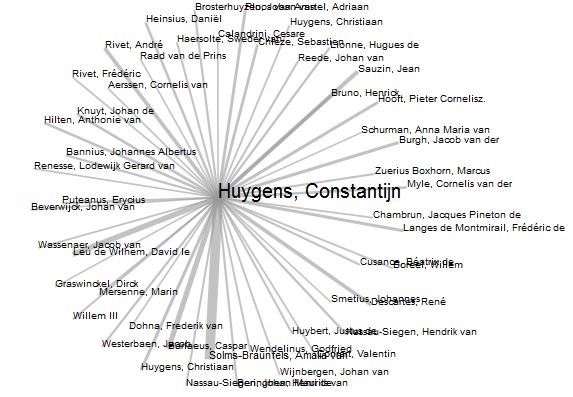 Brosterhuyzen, Johan van
Ploos van Amstel, Adriaan
Heinsius, Daniël
Huygens, Christiaan
Calandrini, Cesare
Haersolte, Sweder van
Chièze, Sebastien
Lionne, Hugues de
Rivet, André
Raad van de Prins
Reede, Johan van
Sauzin, Jean
Rivet, Frédéric
Aerssen, Cornelis van
Bruno, Henrick
Hooft, Pieter Cornelisz.
Knuyt, Johan de
Hilten, Anthonie van
Schurman, Anna Maria van
Burgh, Jacob van der
Bannius, Johannes Albertus
Renesse, Lodewijk Gerard van
Zuerius Boxhorn, Marcus
Myle, Cornelis van der
Huygens, Constantijn
Puteanus, Erycius
Beverwijck, Johan van
Chambrun, Jacques Pineton de
Langes de Montmirail, Frédéric de
Wassenaer, Jacob van
Leu de Wilhem, David le
Cusance, Béatrix de
Boreel, Willem
Graswinckel, Dirck
Mersenne, Marin
Smetius, Johannes
Descartes, René
Willem III
Dohna, Frederik van
Huybert, Justus de
Nassau-Siegen, Hendrik van
Westerbaen, Jacob
Barlaeus, Caspar
Wendelinus, Godfried
Solms-Braunfels, Amalia van
Conrart, Valentin
Huygens, Christiaan
Wijnbergen, Johan van
Nassau-Siegen, Johan Maurits van
Beringhen, Henri de